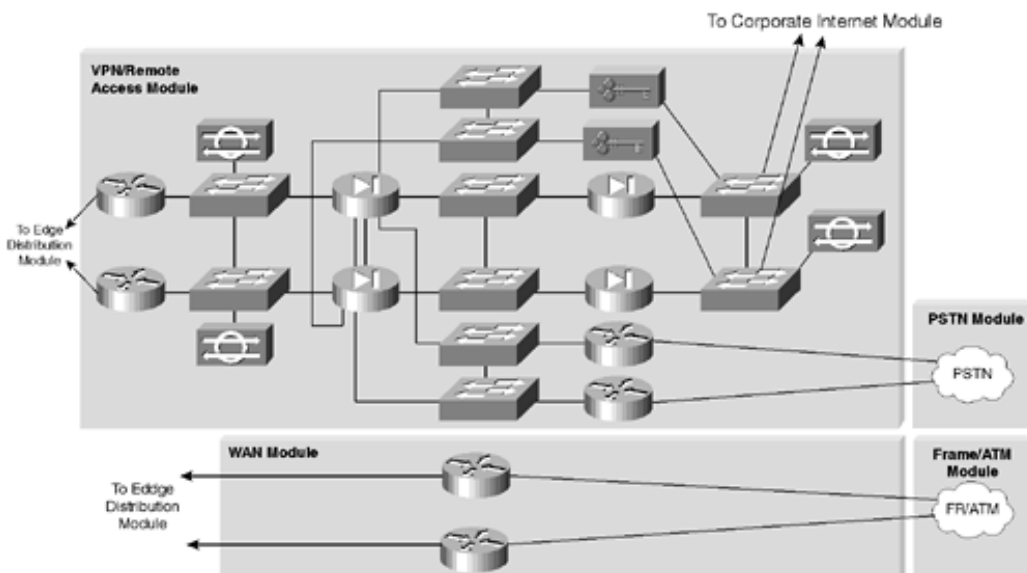 To Corporate Internet Module
VPN/Remote
Access Module
To Edge
Distribution
Module
PSTN Module
PSTN
WAN Module
Frame/ATM
Module
To Eddge
Distribution
Module
FR/ATM